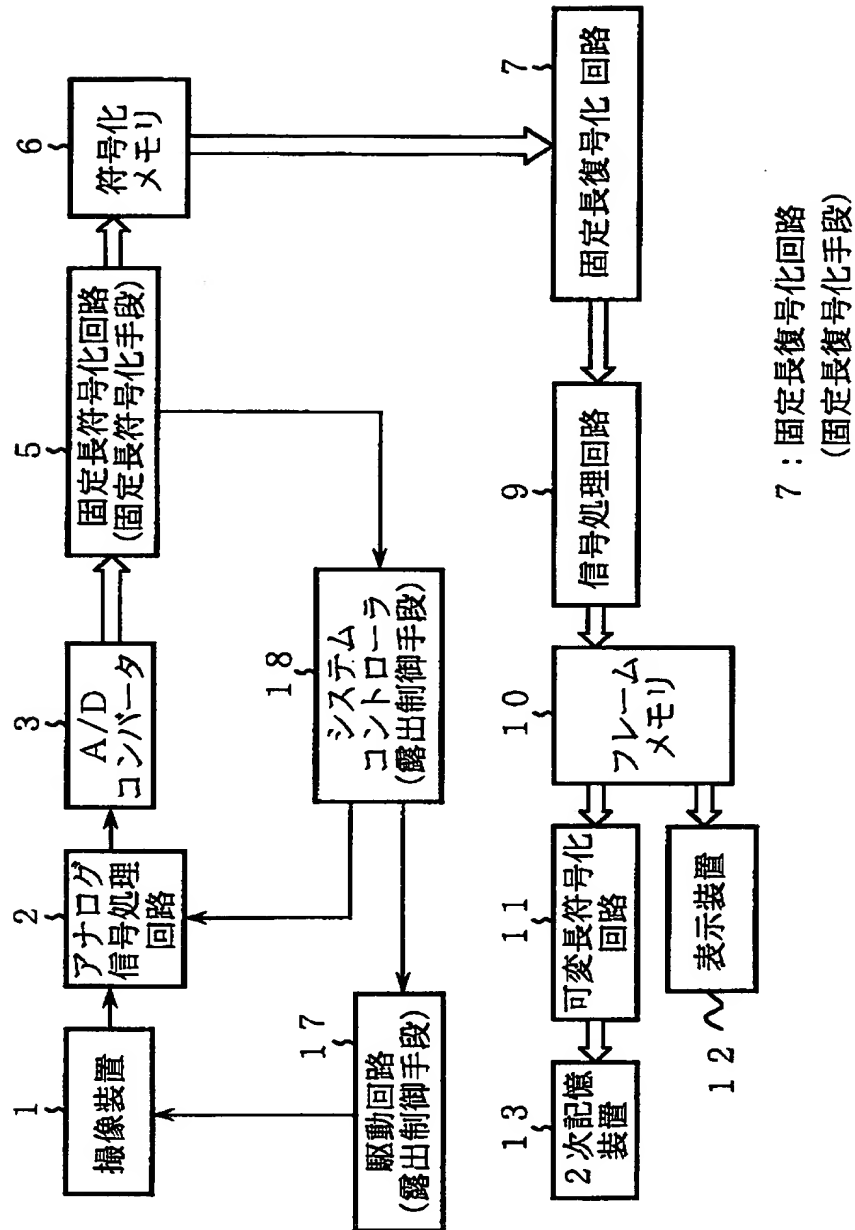 1
撮像装置
2
アナログ
信号処理
回路
3
A/D
コンバータ
5
固定長符号化回路
(固定長符号化手段)
6
符号化
メモリ
17
駆動回路
(露出制御手段)
18
システム
コントローラ
(露出制御手段)
13
2次記憶
装置
11
可変長符号化
回路
12
表示装置
10
フレーム
メモリ
9
信号処理回路
7
固定長復号化回路
7:固定長復号化回路
(固定長復号化手段)